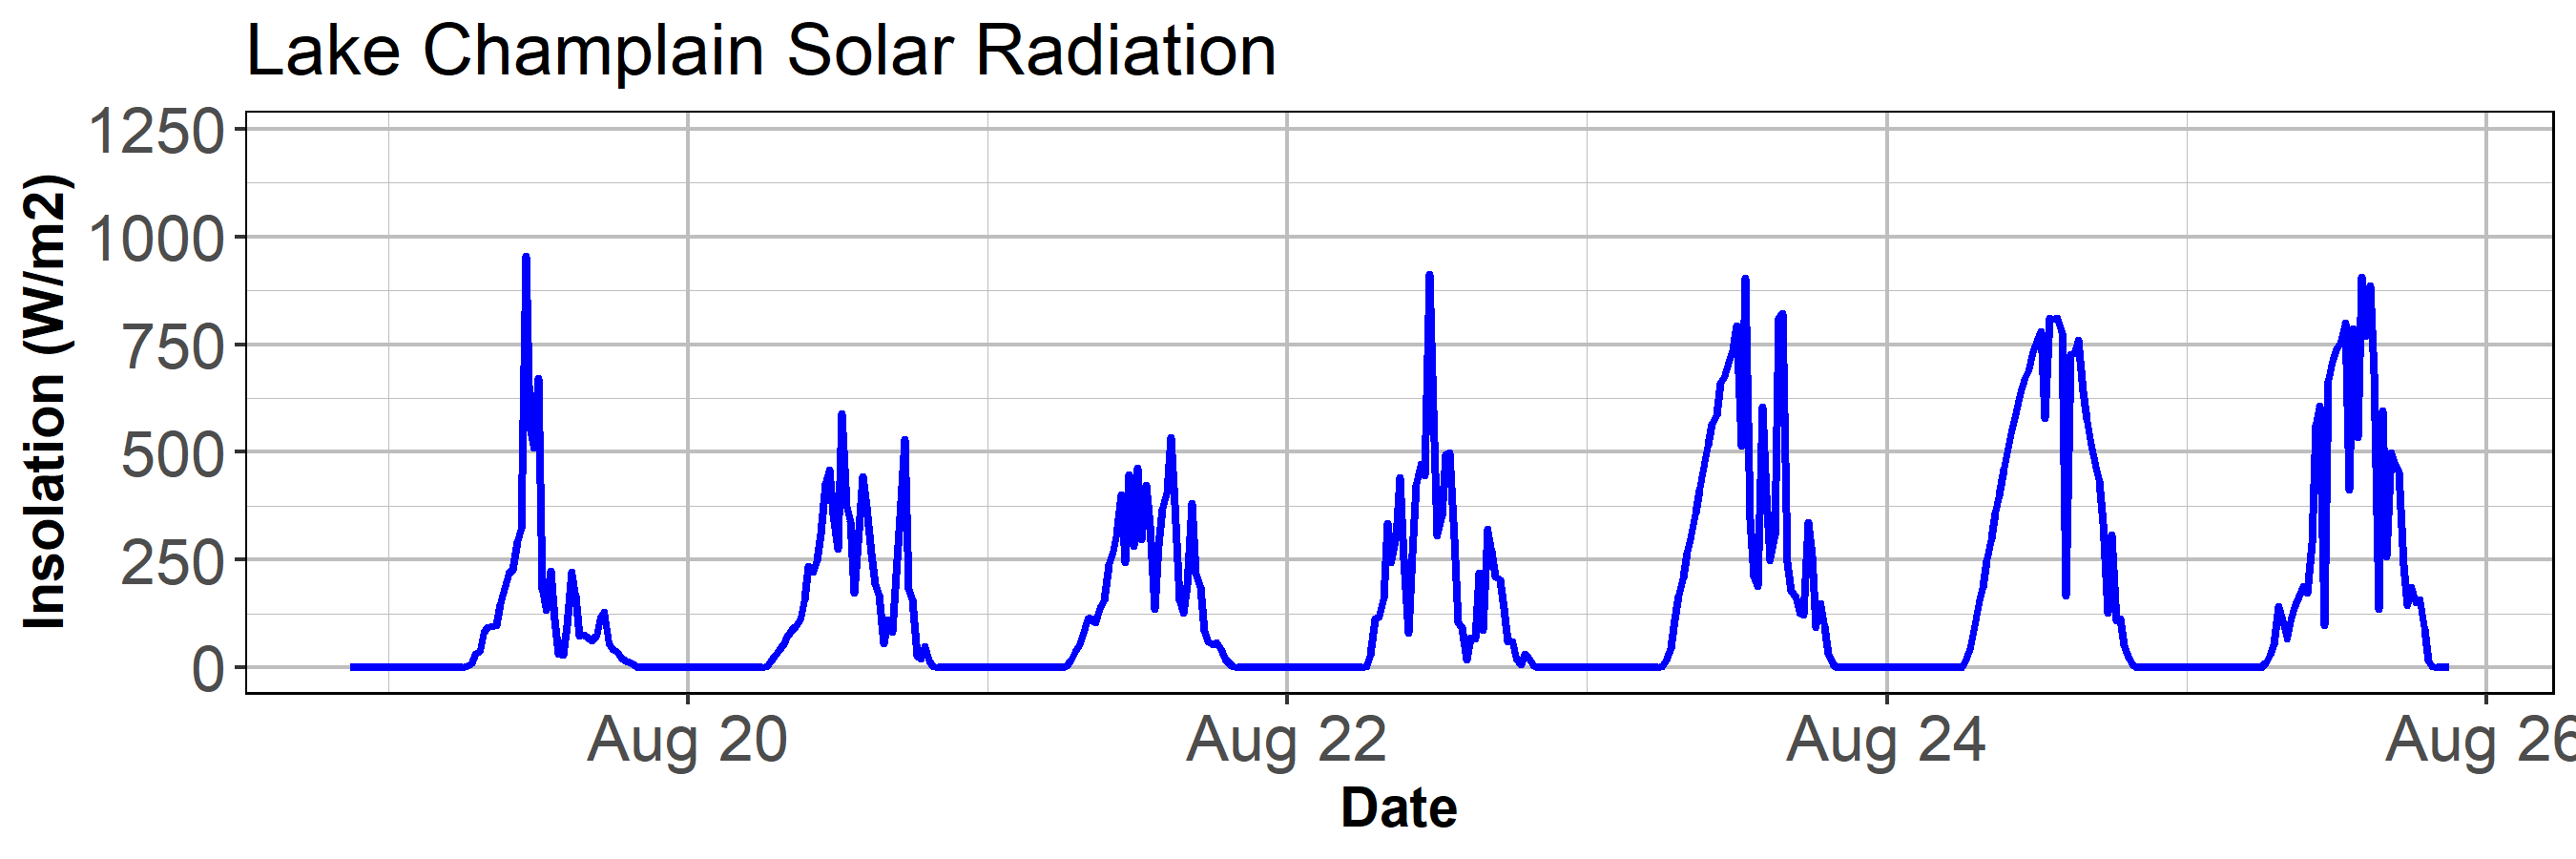 Lake Champlain Solar Radiation
1250
1000
750
500
250
0
Insolation (W/m2)
Aug 20
Aug 22
Aug 24
Aug 26
Date